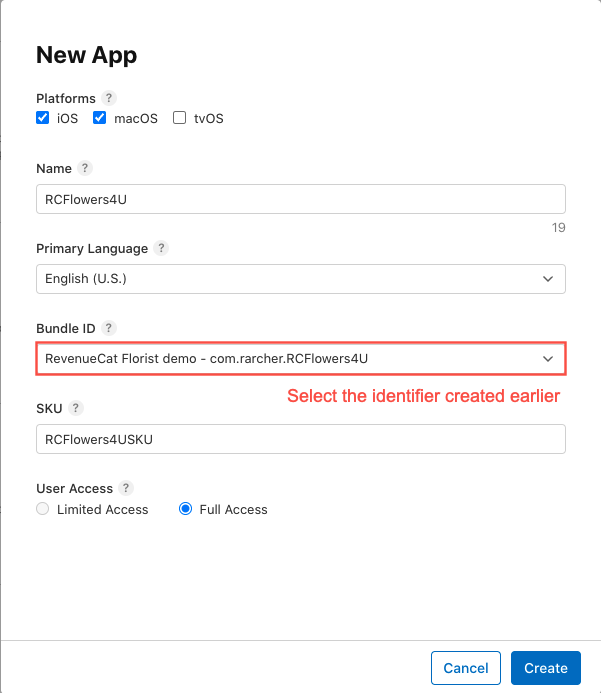 New App
Platforms ?
iOS macOS tvOS
Name ?
RCFlowers4U
19
Primary Language ?
English (U.S.)
Bundle ID ?
RevenueCat Florist demo - com.rarcher.RCFlowers4U
Select the identifier created earlier
SKU ?
RCFlowers4USKU
User Access ?
Limited Access Full Access
Cancel Create